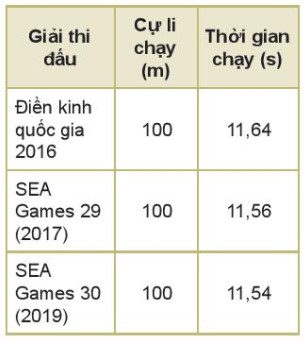 Giải thi
đấu
Cự li
chạy
(m)
Thời gian
chạy (s)
Điền kinh
quốc gia
2016
100
11,64
SEA
Games 29
(2017)
100
11,56
SEA
Games 30
(2019)
100
11,54